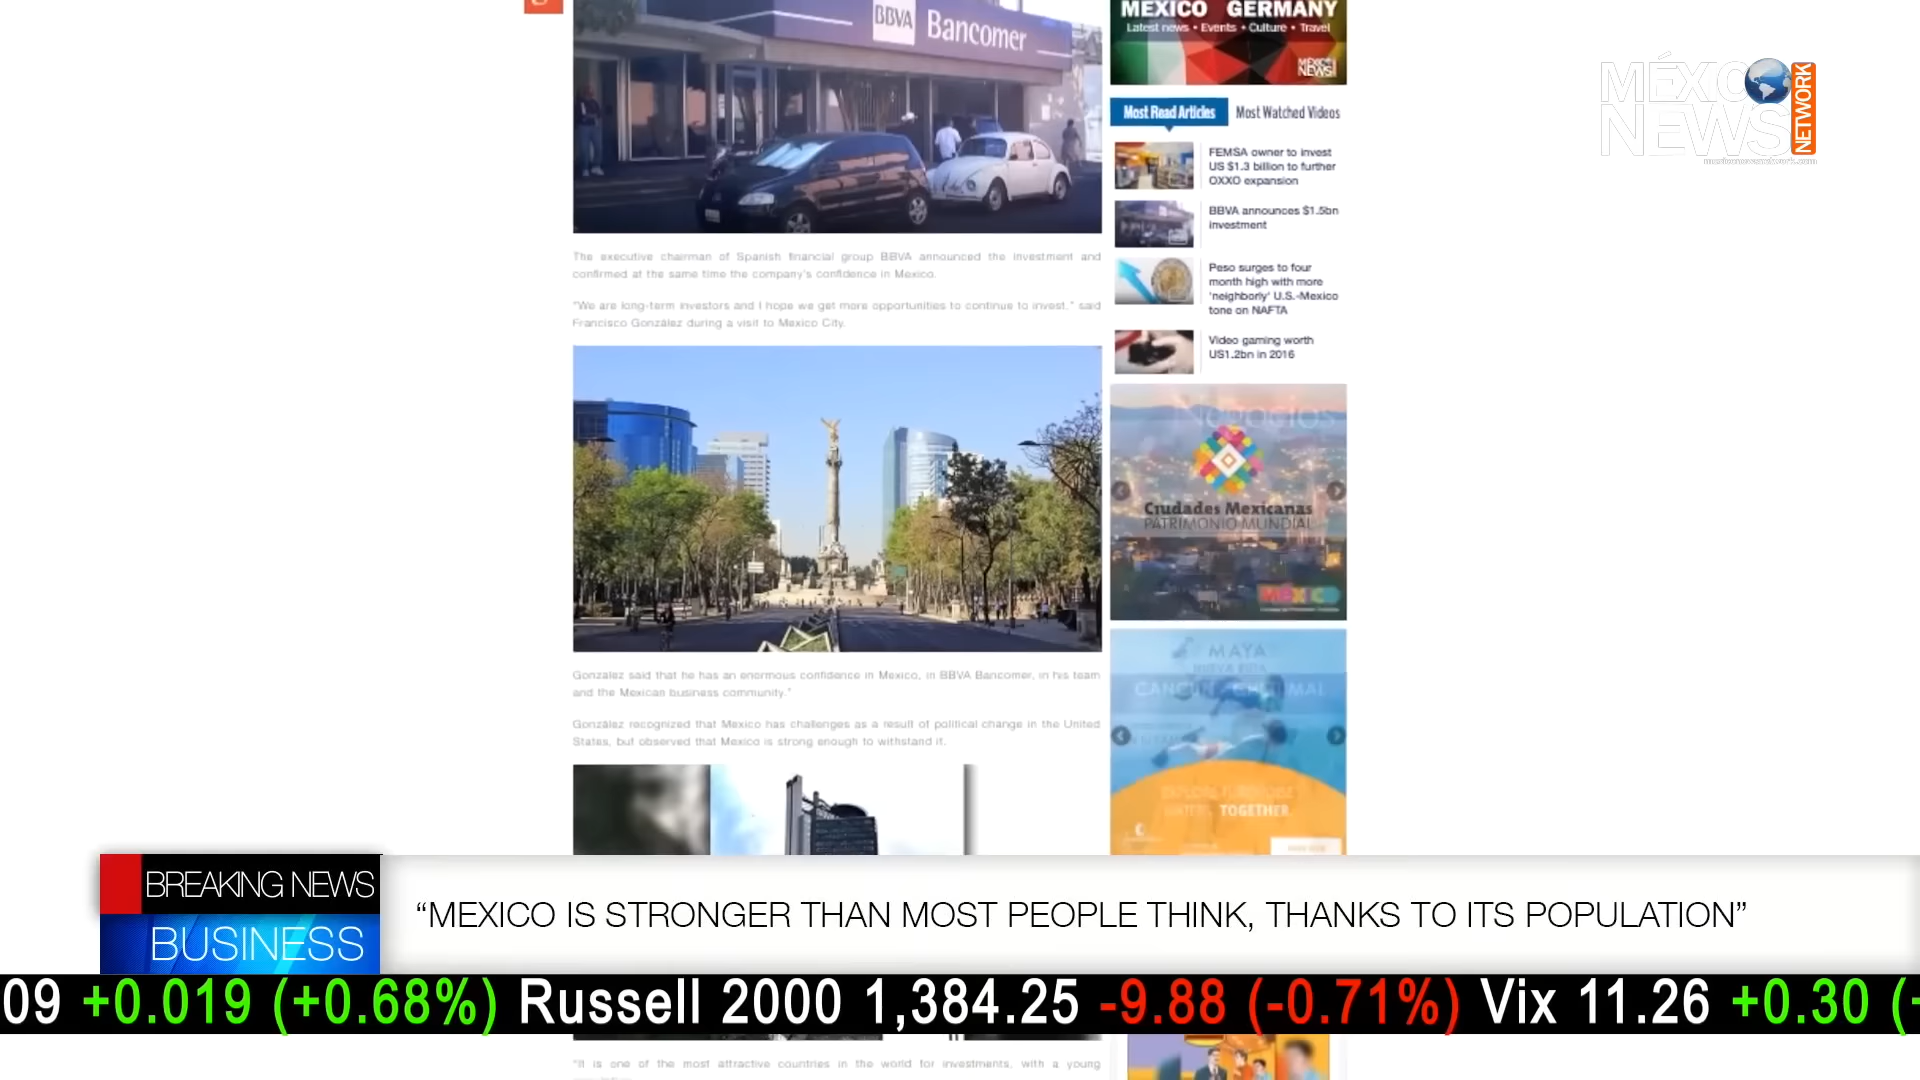 BBVA Bancomer
MEXICO GERMANY
Latest news • Events • Culture • Travel
MEXICO
NEWS
MÉXICO
NEWS
NETWORK
mexiconewsnetwork.com
Most Read Articles Most Watched Videos
FEMSA owner to invest
US $1.3 billion to further
OXXO expansion
BBVA announces $1.5bn
investment
Peso surges to four
month high with more
'neighborly' U.S.-Mexico
tone on NAFTA
Video gaming worth
US1.2bn in 2016
The executive chairman of Spanish financial group BBVA announced the investment and
confirmed at the same time the company's confidence in Mexico.
"We are long-term investors and I hope we get more opportunities to continue to invest," said
Francisco González during a visit to Mexico City.
Negocios
Ciudades Mexicanas
PATRIMONIO MUNDIAL
MÉXICO
González said that he has an enormous confidence in Mexico, in BBVA Bancomer, in his team
and the Mexican business community."
González recognized that Mexico has challenges as a result of political change in the United
States, but observed that Mexico is strong enough to withstand it.
MAYA
TOGETHER.
BREAKING NEWS
BUSINESS
“MEXICO IS STRONGER THAN MOST PEOPLE THINK, THANKS TO ITS POPULATION”
09 +0.019 (+0.68%) Russell 2000 1,384.25 -9.88 (-0.71%) Vix 11.26 +0.30 (
"It is one of the most attractive countries in the world for investments, with a young